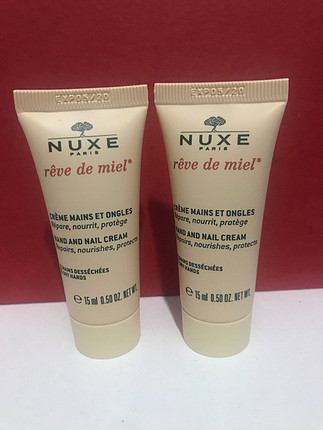 EXP05/20
NUXE
PARIS
rêve de miel®
CRÈME MAINS ET ONGLES
Répare, nourrit, protège
HAND AND NAIL CREAM
Repairs, nourishes, protects
MAINS DESSÉCHÉES
DRY HANDS
℮ 15 ml 0.50 OZ. NET WT.
EXP05/20
NUXE
PARIS
rêve de miel®
CRÈME MAINS ET ONGLES
Répare, nourrit, protège
HAND AND NAIL CREAM
Repairs, nourishes, protects
MAINS DESSÉCHÉES
DRY HANDS
℮ 15 ml 0.50 OZ. NET WT.